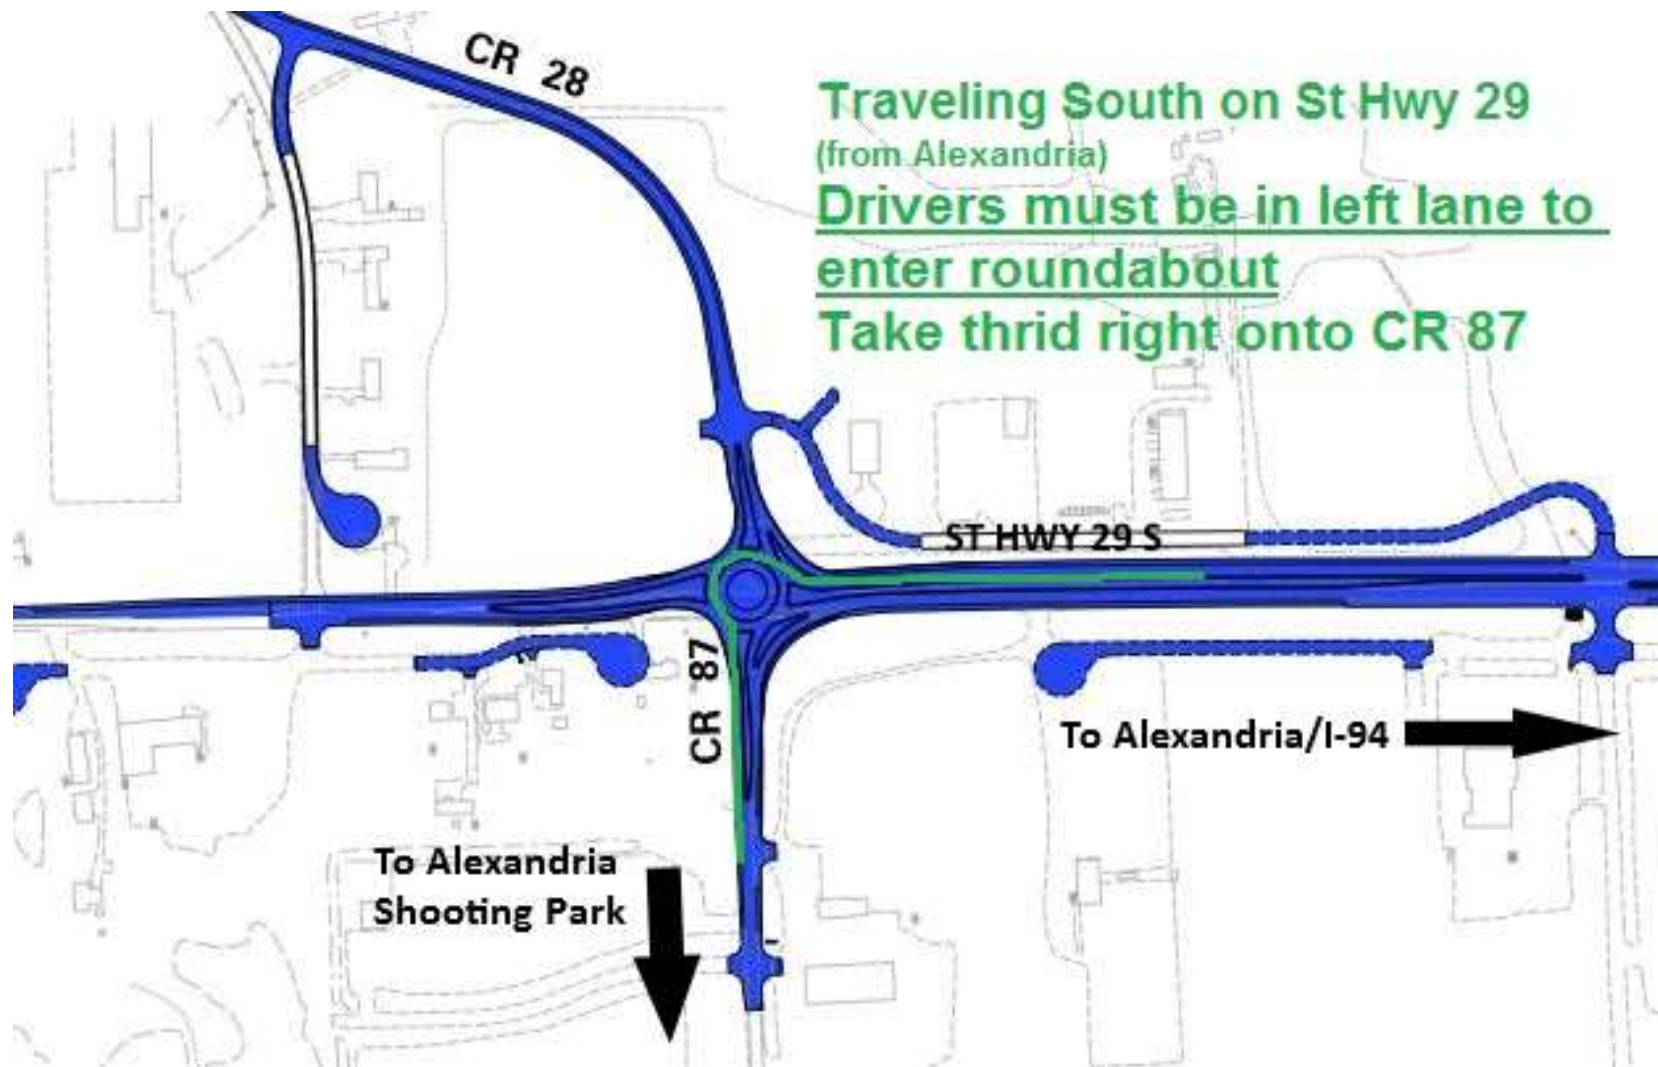 CR 28
Traveling South on St Hwy 29
(from Alexandria)
Drivers must be in left lane to
enter roundabout
Take thrid right onto CR 87
ST HWY 29 S
CR 87
To Alexandria/I-94
To Alexandria
Shooting Park